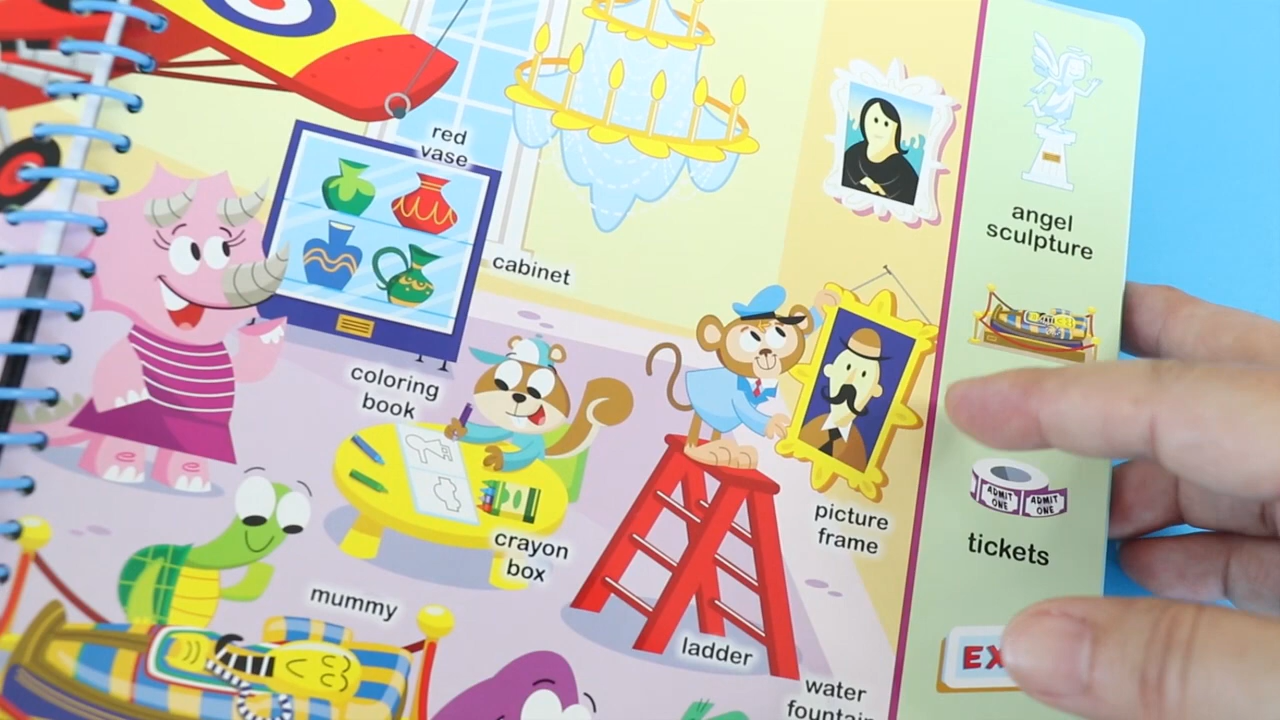 red
vase
cabinet
coloring
book
crayon
box
picture
frame
mummy
ladder
water
angel
sculpture
ADMIT
ONE
ADMIT
ONE
tickets